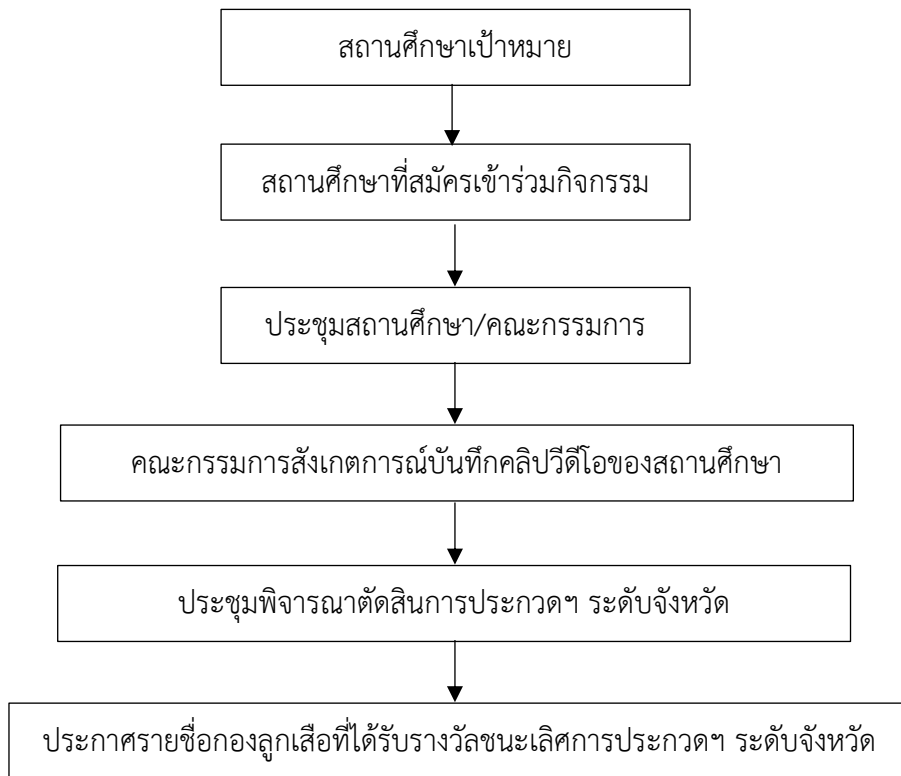 สถานศึกษาเป้าหมาย
สถานศึกษาที่สมัครเข้าร่วมกิจกรรม
ประชุมสถานศึกษา/คณะกรรมการ
คณะกรรมการสังเกตการณ์บันทึกคลิปวีดีโอของสถานศึกษา
ประชุมพิจารณาตัดสินการประกวดฯ ระดับจังหวัด
ประกาศรายชื่อกองลูกเสือที่ได้รับรางวัลชนะเลิศการประกวดฯ ระดับจังหวัด